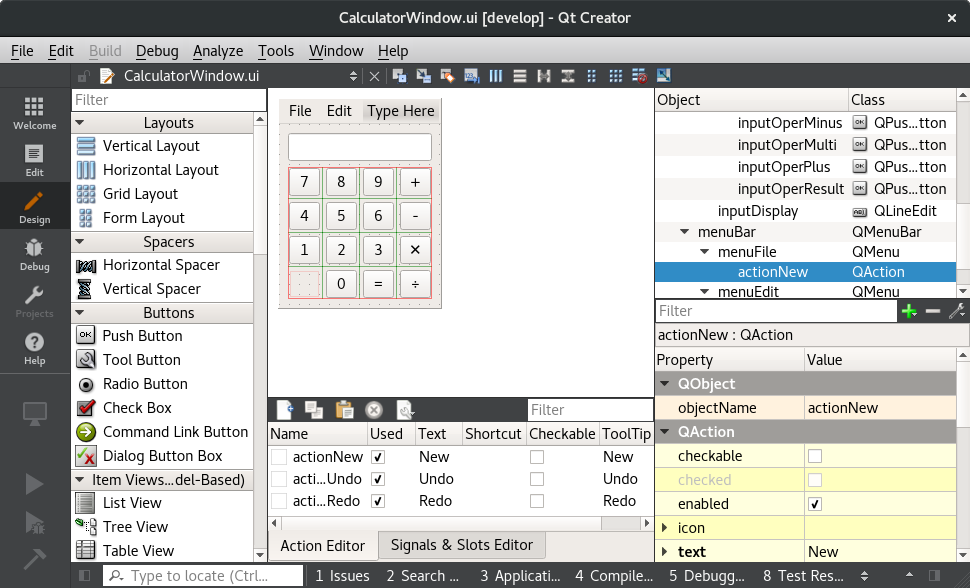 CalculatorWindow.ui [develop] - Qt Creator
File Edit Build Debug Analyze Tools Window Help
CalculatorWindow.ui
Welcome
Edit
Design
Debug
Projects
Help
Filter
Layouts
Vertical Layout
Horizontal Layout
Grid Layout
Form Layout
Spacers
Horizontal Spacer
Vertical Spacer
Buttons
Push Button
Tool Button
Radio Button
Check Box
Command Link Button
Dialog Button Box
Item Views...del-Based)
List View
Tree View
Table View
File Edit Type Here
7 8 9 +
4 5 6 -
1 2 3 ×
0 = ÷
Filter
Name Used Text Shortcut Checkable ToolTip
actionNew New New
acti...Undo Undo Undo
acti...Redo Redo Redo
Action Editor Signals & Slots Editor
Object Class
inputOperMinus QPus...tton
inputOperMulti QPus...tton
inputOperPlus QPus...tton
inputOperResult QPus...tton
inputDisplay QLineEdit
menuBar QMenuBar
menuFile QMenu
actionNew QAction
menuEdit QMenu
Filter
actionNew : QAction
Property Value
QObject
objectName actionNew
QAction
checkable
checked
enabled
icon
text New
Type to locate (Ctrl... 1 Issues 2 Search ... 3 Applicati... 4 Compile... 5 Debugg... 8 Test Res...